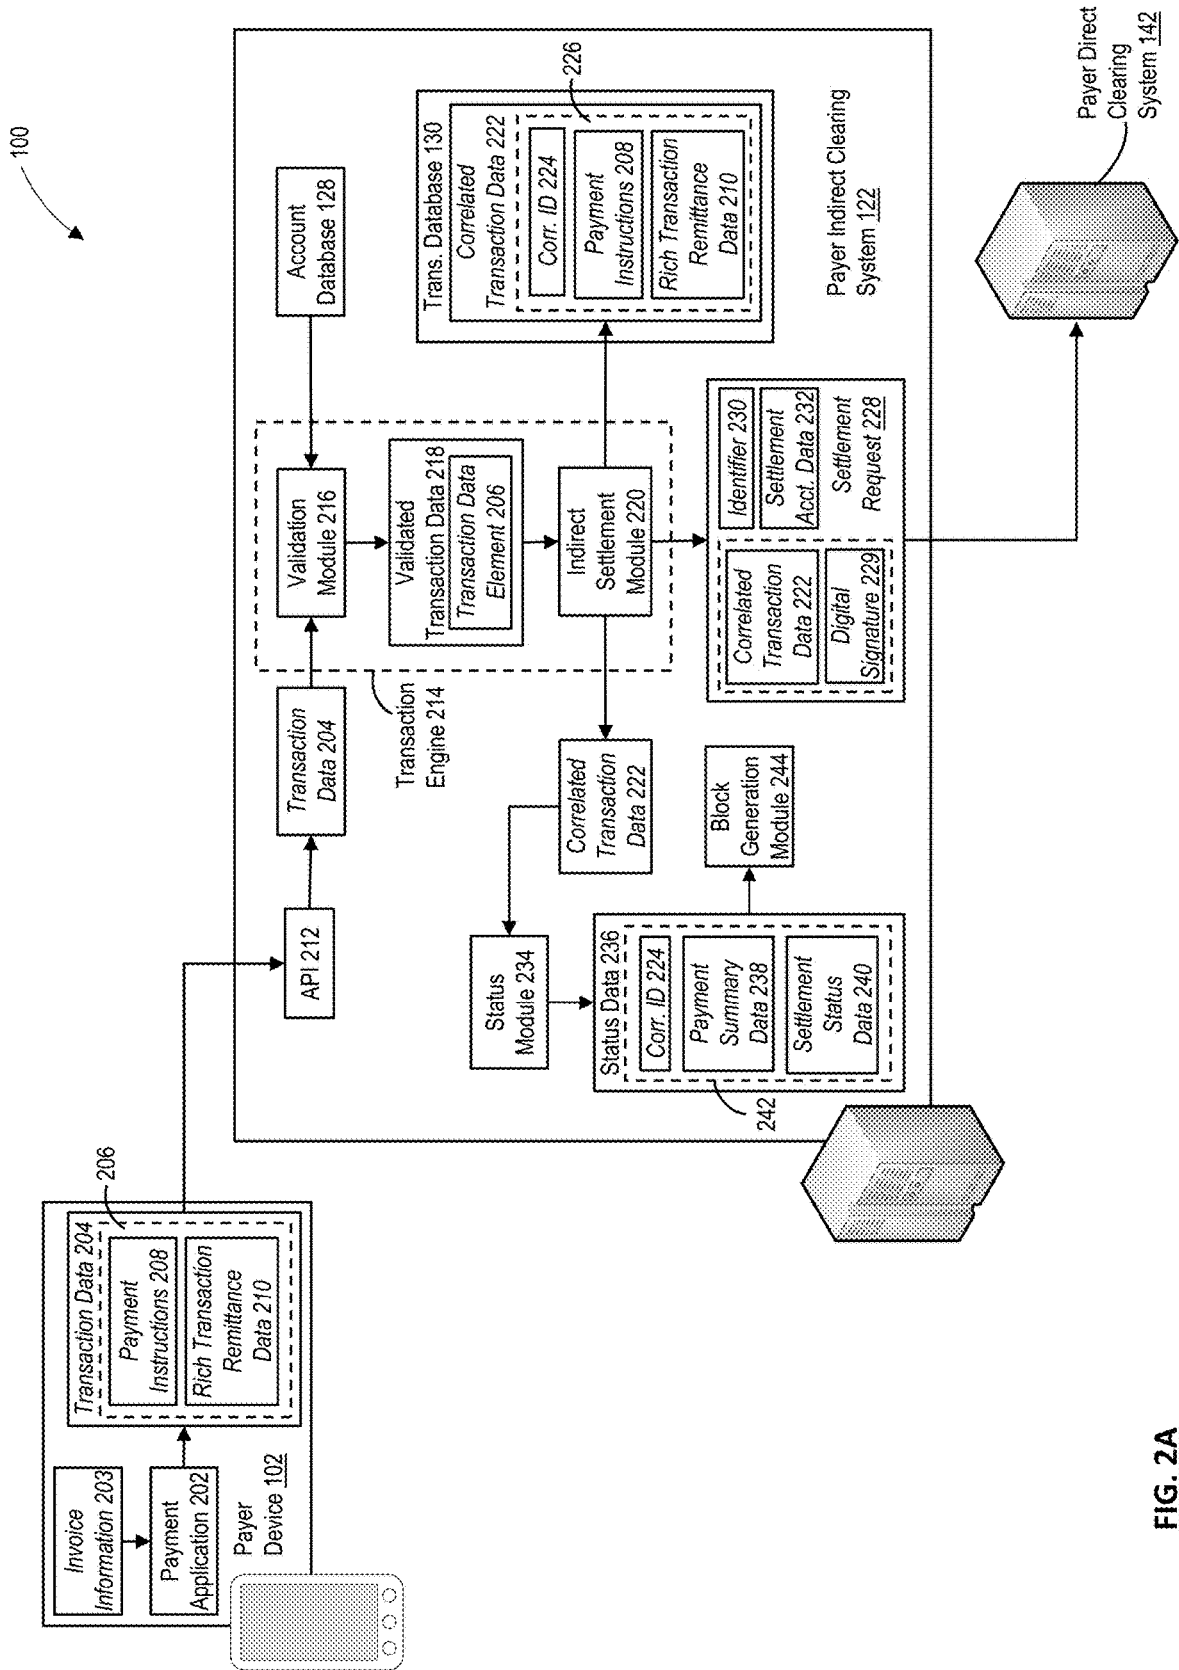 100
Invoice
Information 203
Payment
Application 202
Payer
Device 102
Transaction Data 204
206
Payment
Instructions 208
Rich Transaction
Remittance
Data 210
API 212
Transaction
Data 204
Transaction
Engine 214
Validation
Module 216
Account
Database 128
Validated
Transaction Data 218
Transaction Data
Element 206
Indirect
Settlement
Module 220
Trans. Database 130
Correlated
Transaction Data 222
226
Corr. ID 224
Payment
Instructions 208
Rich Transaction
Remittance
Data 210
Payer Indirect Clearing
System 122
Correlated
Transaction
Data 222
Status
Module 234
Status Data 236
Corr. ID 224
Payment
Summary
Data 238
Settlement
Status
Data 240
242
Block
Generation
Module 244
Correlated
Transaction
Data 222
Digital
Signature 229
Identifier 230
Settlement
Acct. Data 232
Settlement
Request 228
Payer Direct
Clearing
System 142
FIG. 2A